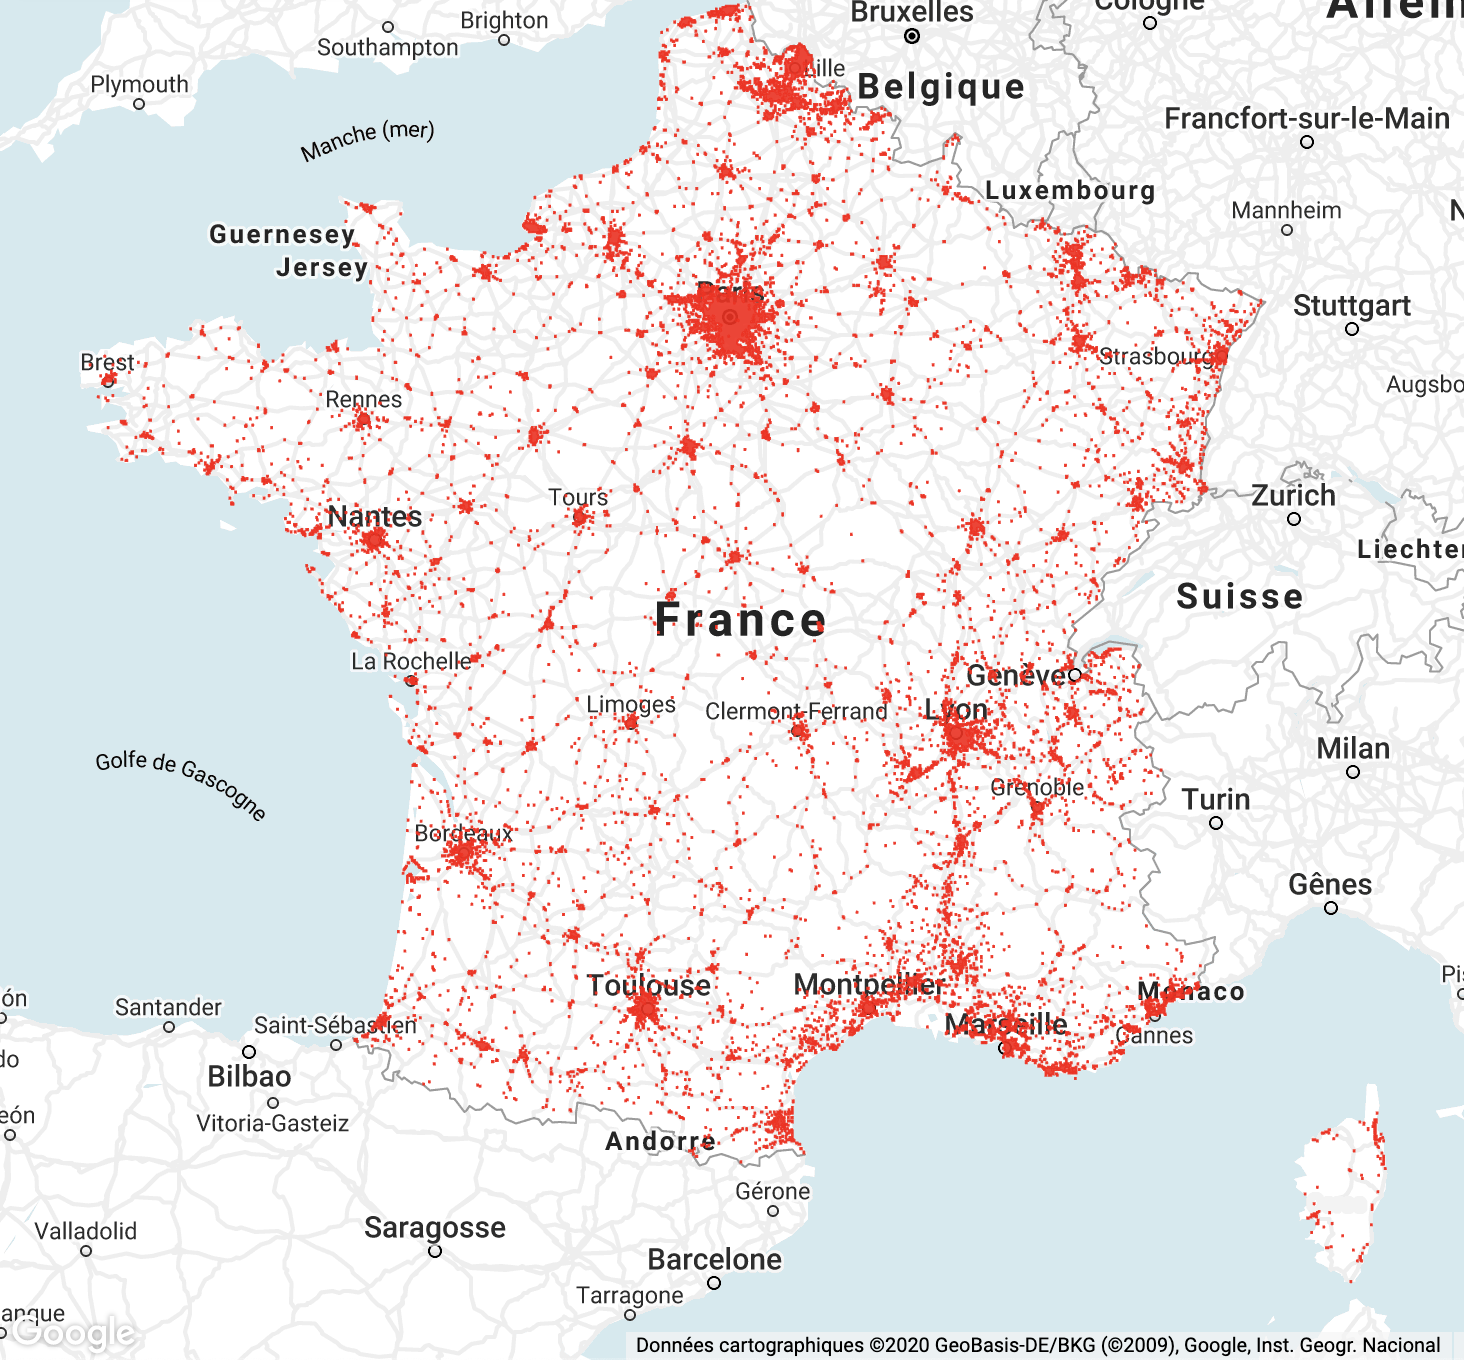 Bruxelles
Cologne
Brighton
Southampton
Lille
Belgique
Plymouth
Francfort-sur-le-Main
Manche (mer)
Luxembourg
Mannheim
Guernesey
Jersey
Paris
Stuttgart
Brest
Strasbourg
Rennes
Augsbo
Tours
Zurich
Nantes
Liechte
Suisse
France
La Rochelle
Genève
Limoges
Clermont-Ferrand
Lyon
Milan
Golfe de Gascogne
Grenoble
Turin
Bordeaux
Gênes
Toulouse
Montpellier
Monaco
Pis
ón
Santander
Saint-Sébastien
Marseille
Cannes
do
Bilbao
eón
Vitoria-Gasteiz
Andorre
Gérone
Valladolid
Saragosse
Barcelone
Tarragone
anque
Google
Données cartographiques ©2020 GeoBasis-DE/BKG (©2009), Google, Inst. Geogr. Nacional